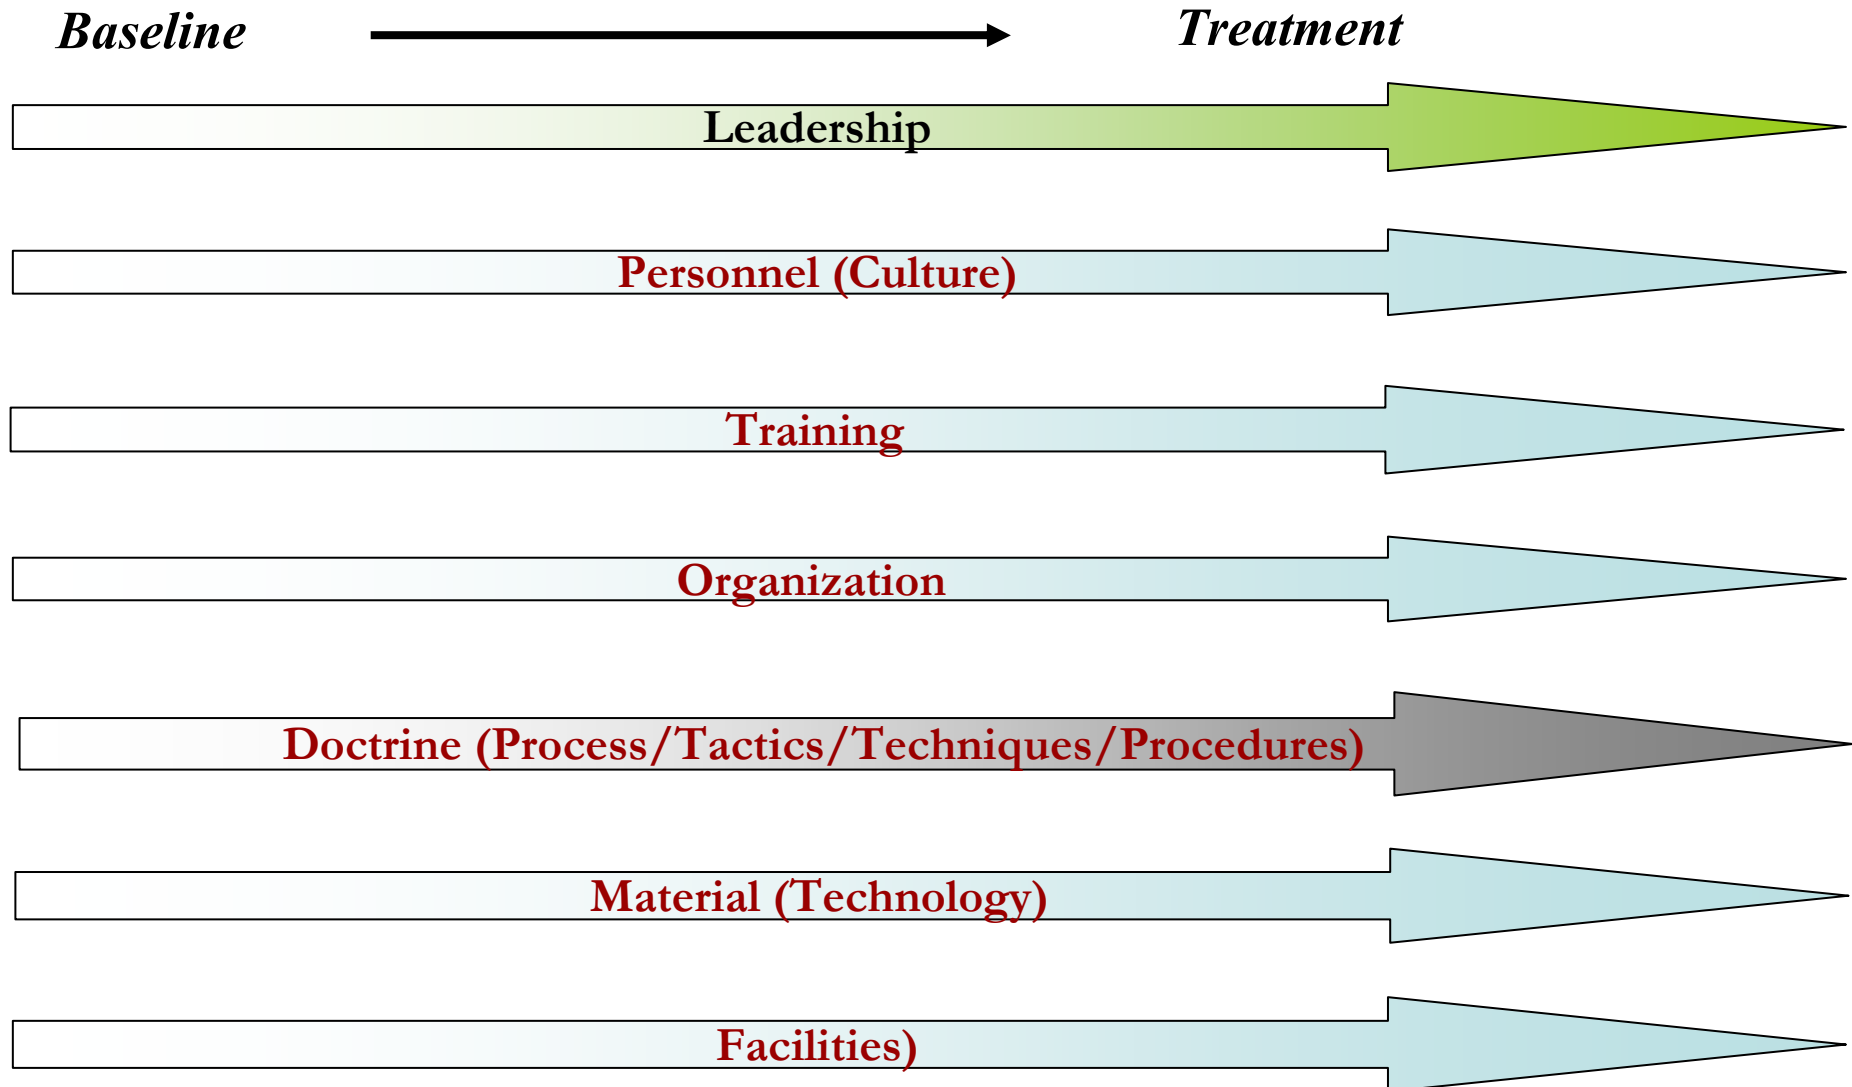 Baseline
Treatment
Leadership
Personnel (Culture)
Training
Organization
Doctrine (Process/Tactics/Techniques/Procedures)
Material (Technology)
Facilities)